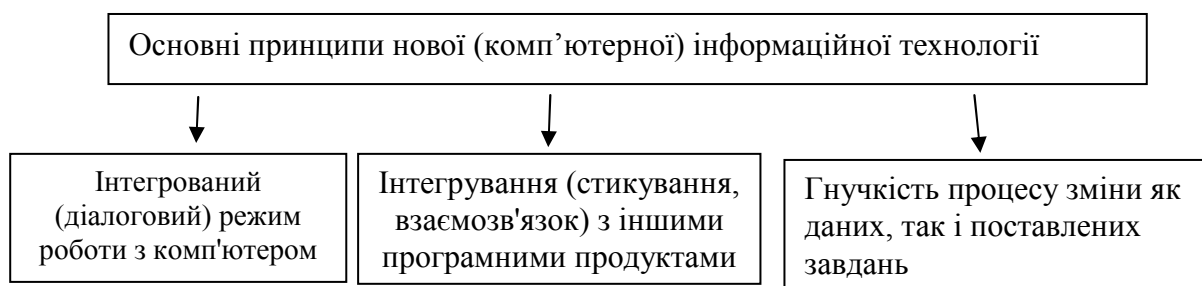 Основні принципи нової (комп’ютерної) інформаційної технології
Інтегрований
(діалоговий) режим
роботи з комп'ютером
Інтегрування (стикування,
взаємозв'язок) з іншими
програмними продуктами
Гнучкість процесу зміни як
даних, так і поставлених
завдань